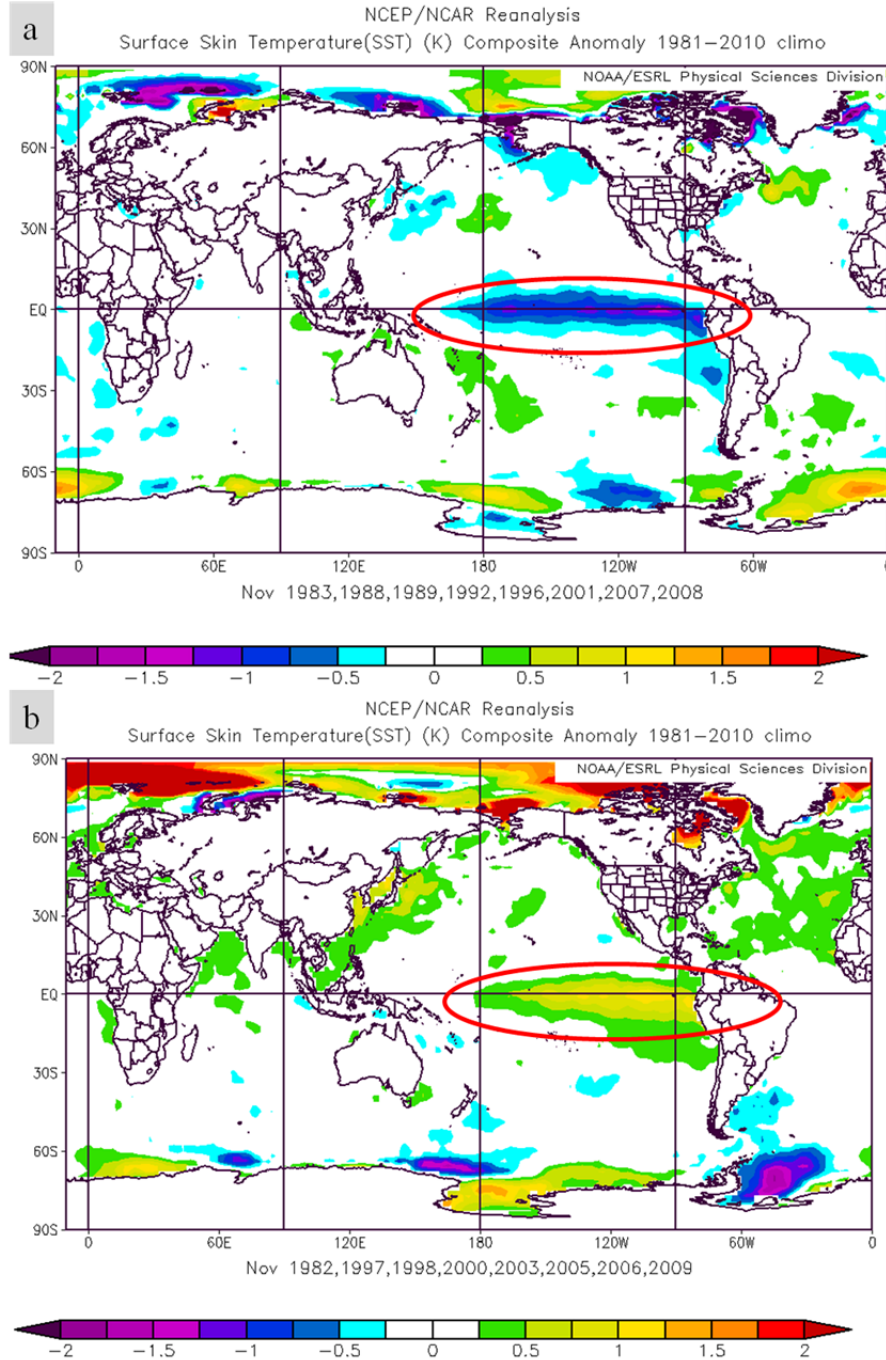 a
NCEP/NCAR Reanalysis
Surface Skin Temperature(SST) (K) Composite Anomaly 1981−2010 climo
NOAA/ESRL Physical Sciences Division
90N
60N
30N
EQ
30S
60S
90S
0 60E 120E 180 120W 60W
Nov 1983,1988,1989,1992,1996,2001,2007,2008
−2 −1.5 −1 −0.5 0 0.5 1 1.5 2
b
NCEP/NCAR Reanalysis
Surface Skin Temperature(SST) (K) Composite Anomaly 1981−2010 climo
NOAA/ESRL Physical Sciences Division
90N
60N
30N
EQ
30S
60S
90S
0 60E 120E 180 120W 60W 0
Nov 1982,1997,1998,2000,2003,2005,2006,2009
−2 −1.5 −1 −0.5 0 0.5 1 1.5 2